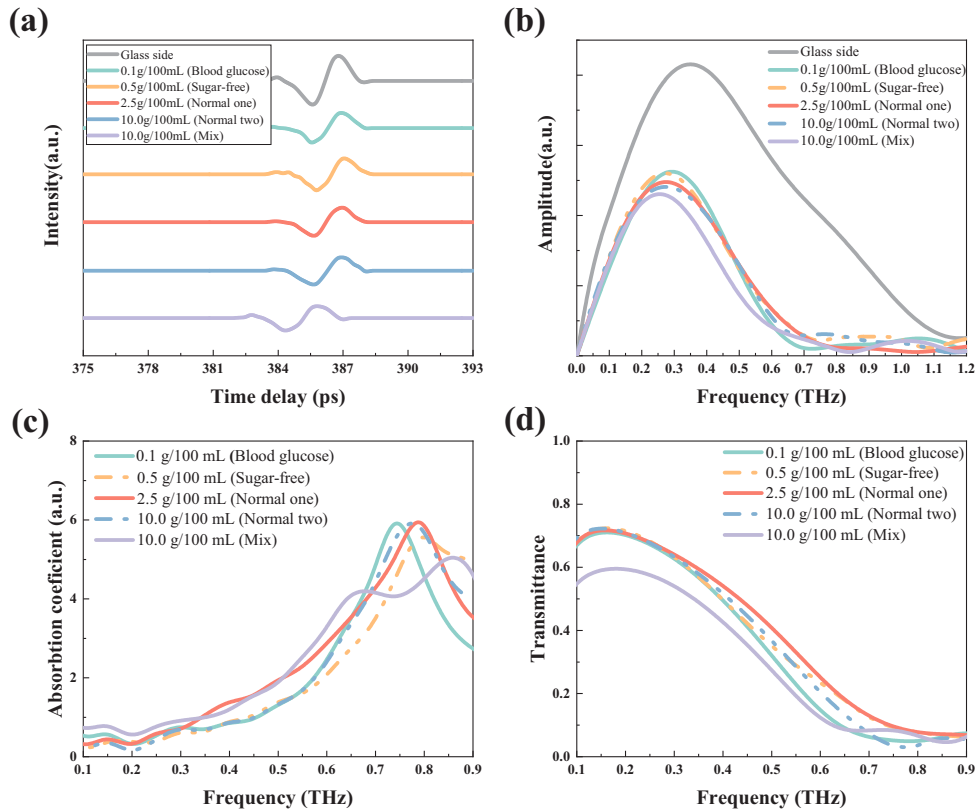 (a)
Glass side
0.1g/100mL (Blood glucose)
0.5g/100mL (Sugar-free)
2.5g/100mL (Normal one)
10.0g/100mL (Normal two)
10.0g/100mL (Mix)
Intensity(a.u.)
375 378 381 384 387 390 393
Time delay (ps)
(b)
Glass side
0.1g/100mL (Blood glucose)
0.5g/100mL (Sugar-free)
2.5g/100mL (Normal one)
10.0g/100mL (Normal two)
10.0g/100mL (Mix)
Amplitude(a.u.)
0.0 0.1 0.2 0.3 0.4 0.5 0.6 0.7 0.8 0.9 1.0 1.1 1.2
Frequency (THz)
(c)
0.1 g/100 mL (Blood glucose)
0.5 g/100 mL (Sugar-free)
2.5 g/100 mL (Normal one)
10.0 g/100 mL (Normal two)
10.0 g/100 mL (Mix)
Absorbtion coeficient (a.u.)
8
6
4
2
0
0.1 0.2 0.3 0.4 0.5 0.6 0.7 0.8 0.9
Frequency (THz)
(d)
0.1 g/100 mL (Blood glucose)
0.5 g/100 mL (Sugar-free)
2.5 g/100 mL (Normal one)
10.0 g/100 mL (Normal two)
10.0 g/100 mL (Mix)
Transmittance
1.0
0.8
0.6
0.4
0.2
0.0
0.1 0.2 0.3 0.4 0.5 0.6 0.7 0.8 0.9
Frequency (THz)